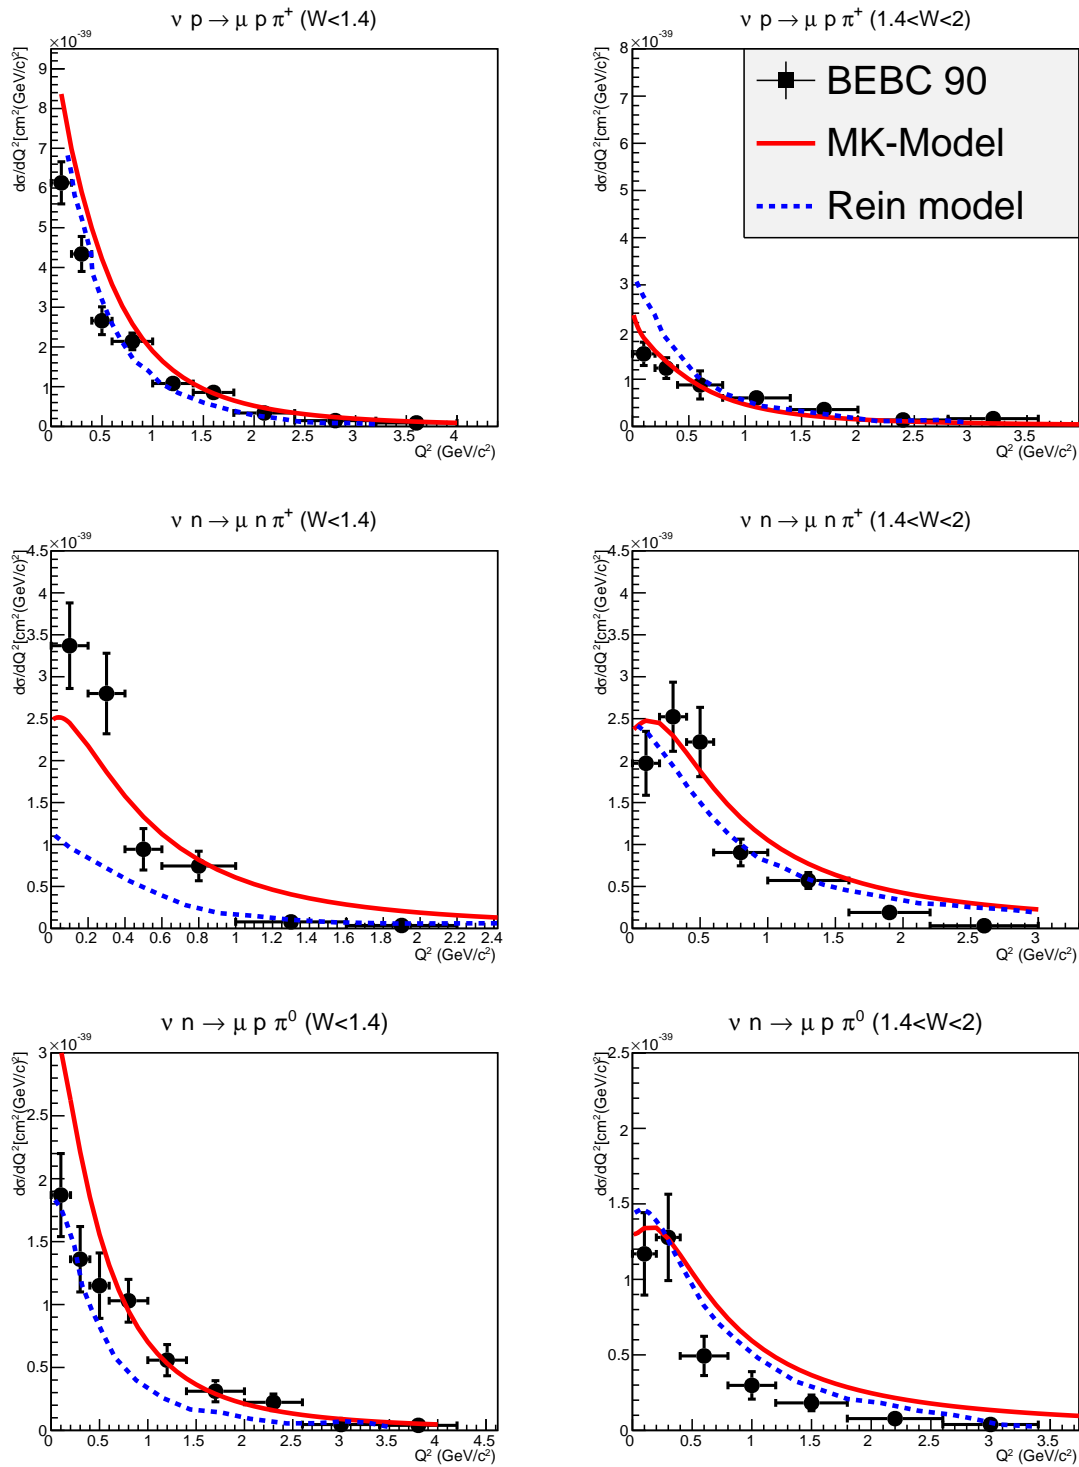 ν p → μ p π⁺ (W<1.4)
×10⁻³⁹
dσ/dQ²[cm²(GeV/c)²]
9
8
7
6
5
4
3
2
1
0
0.5 1 1.5 2 2.5 3 3.5 4
Q² (GeV/c²)
ν p → μ p π⁺ (1.4<W<2)
×10⁻³⁹
dσ/dQ²[cm²(GeV/c)²]
8
7
6
5
4
3
2
1
0
0 0.5 1 1.5 2 2.5 3 3.5
Q² (GeV/c²)
BEBC 90
MK-Model
Rein model
ν n → μ n π⁺ (W<1.4)
×10⁻³⁹
dσ/dQ²[cm²(GeV/c)²]
4.5
4
3.5
3
2.5
2
1.5
1
0.5
0
0 0.2 0.4 0.6 0.8 1 1.2 1.4 1.6 1.8 2 2.2 2.4
Q² (GeV/c²)
ν n → μ n π⁺ (1.4<W<2)
×10⁻³⁹
dσ/dQ²[cm²(GeV/c)²]
4.5
4
3.5
3
2.5
2
1.5
1
0.5
0
0 0.5 1 1.5 2 2.5 3
Q² (GeV/c²)
ν n → μ p π⁰ (W<1.4)
×10⁻³⁹
dσ/dQ²[cm²(GeV/c)²]
3
2.5
2
1.5
1
0.5
0
0.5 1 1.5 2 2.5 3 3.5 4 4.5
Q² (GeV/c²)
ν n → μ p π⁰ (1.4<W<2)
×10⁻³⁹
dσ/dQ²[cm²(GeV/c)²]
2.5
2
1.5
1
0.5
0
0 0.5 1 1.5 2 2.5 3 3.5
Q² (GeV/c²)